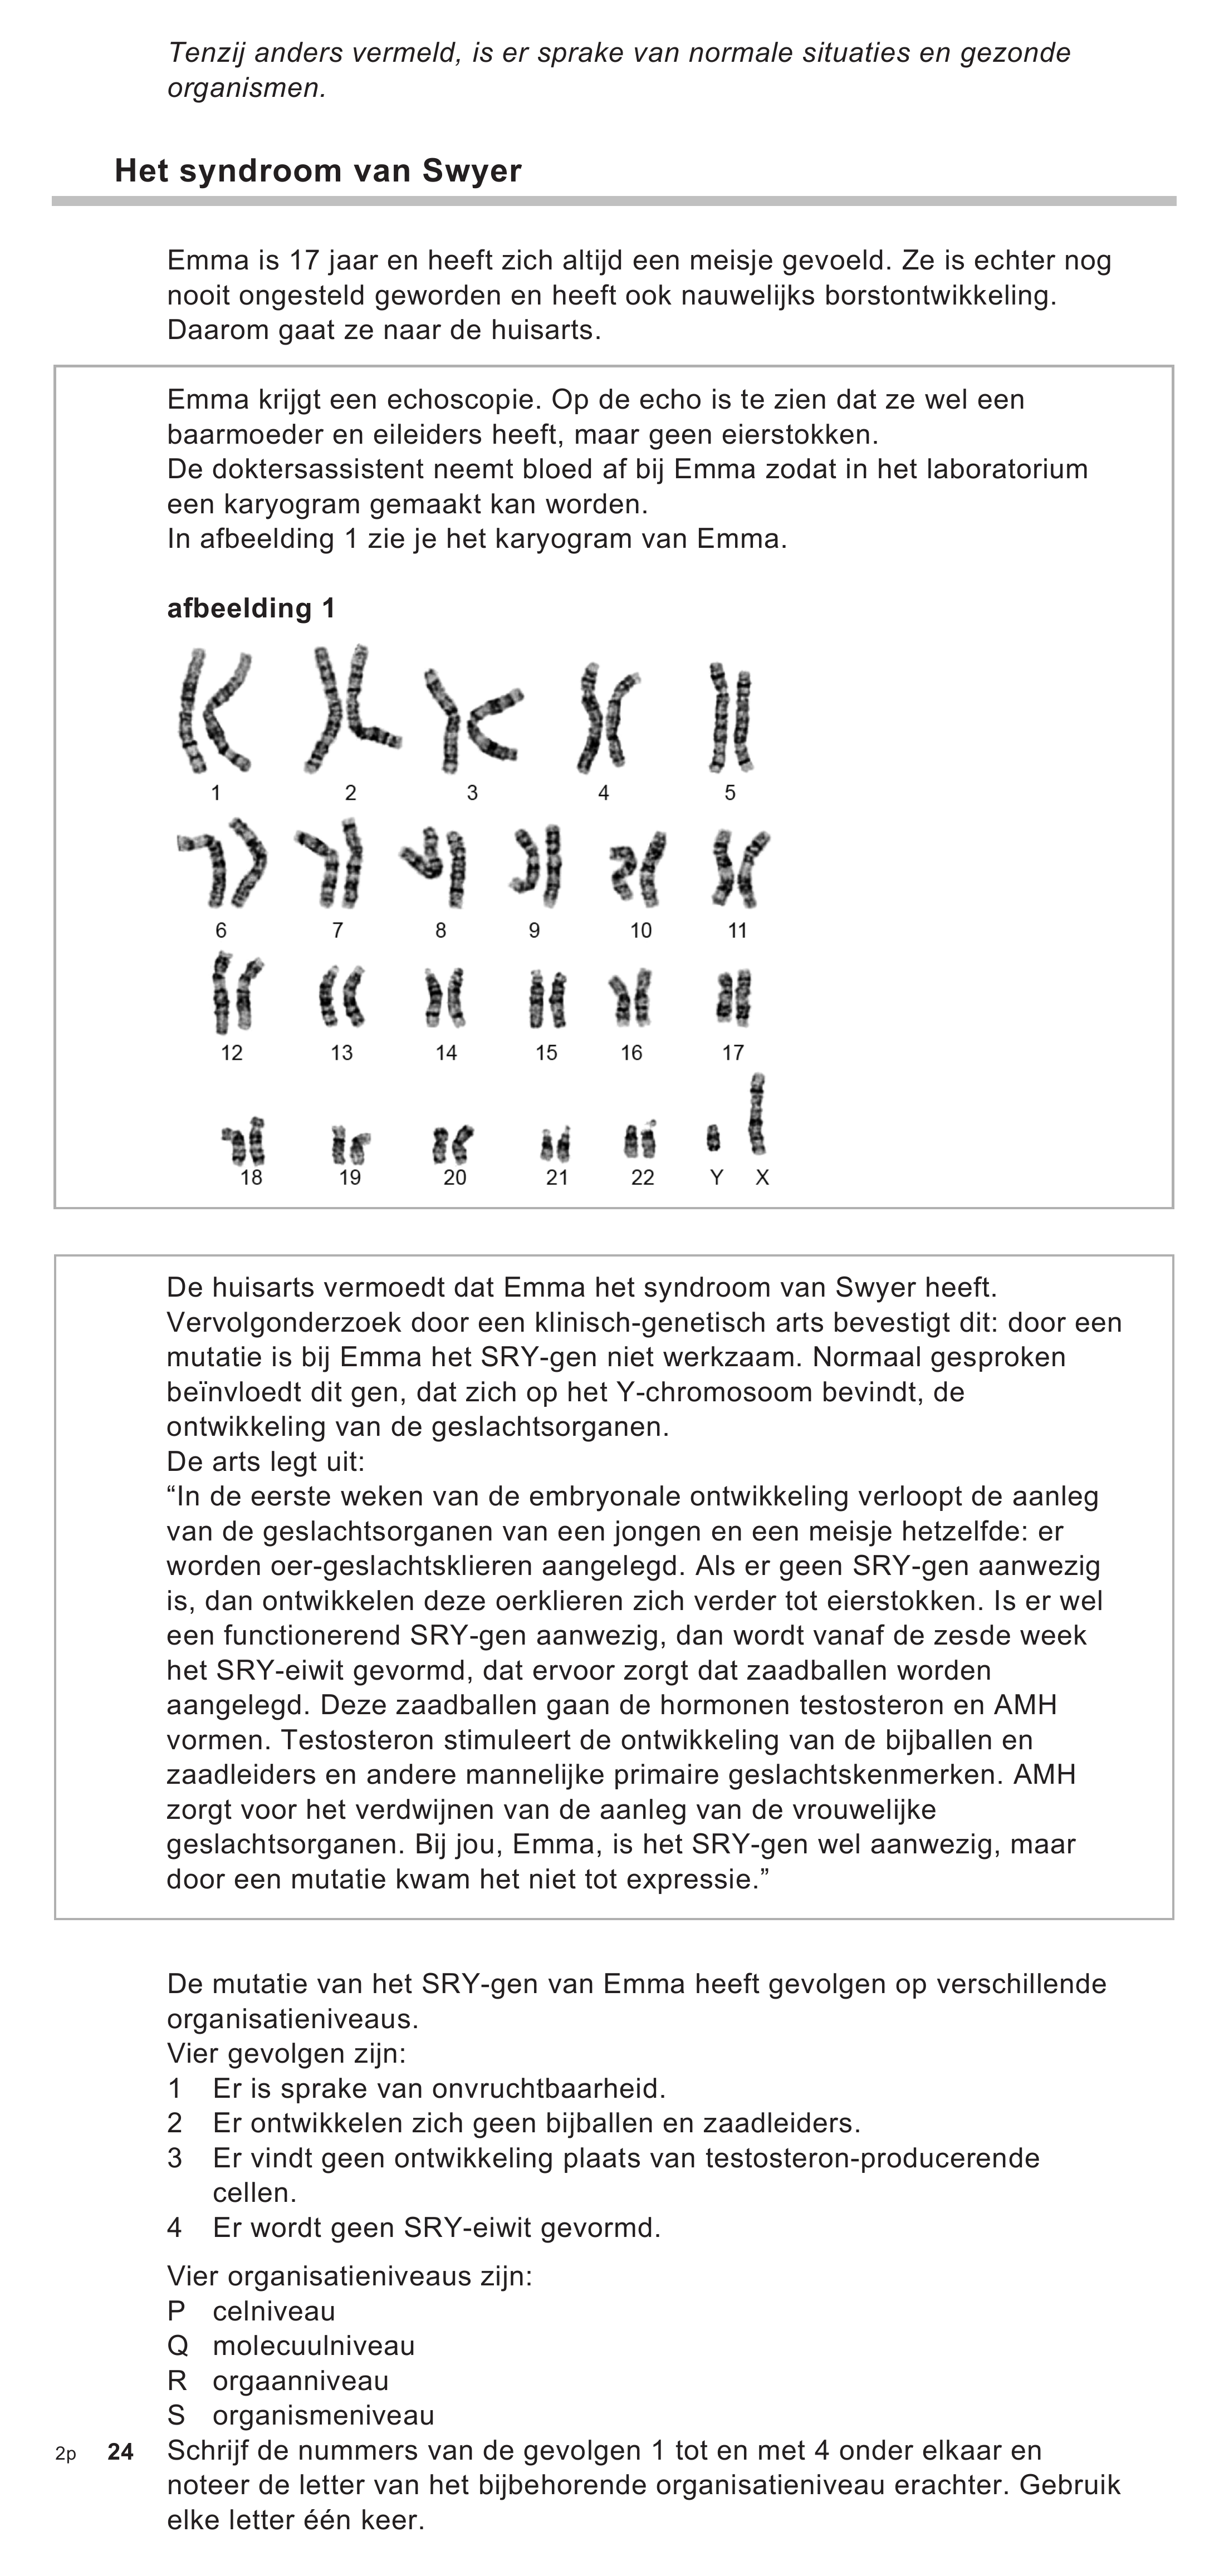 Tenzij anders vermeld, is er sprake van normale situaties en gezonde
organismen.
Het syndroom van Swyer
Emma is 17 jaar en heeft zich altijd een meisje gevoeld. Ze is echter nog
nooit ongesteld geworden en heeft ook nauwelijks borstontwikkeling.
Daarom gaat ze naar de huisarts.
Emma krijgt een echoscopie. Op de echo is te zien dat ze wel een
baarmoeder en eileiders heeft, maar geen eierstokken.
De doktersassistent neemt bloed af bij Emma zodat in het laboratorium
een karyogram gemaakt kan worden.
In afbeelding 1 zie je het karyogram van Emma.
afbeelding 1
1 2 3 4 5
6 7 8 9 10 11
12 13 14 15 16 17
18 19 20 21 22 Y X
De huisarts vermoedt dat Emma het syndroom van Swyer heeft.
Vervolgonderzoek door een klinisch-genetisch arts bevestigt dit: door een
mutatie is bij Emma het SRY-gen niet werkzaam. Normaal gesproken
beïnvloedt dit gen, dat zich op het Y-chromosoom bevindt, de
ontwikkeling van de geslachtsorganen.
De arts legt uit:
“In de eerste weken van de embryonale ontwikkeling verloopt de aanleg
van de geslachtsorganen van een jongen en een meisje hetzelfde: er
worden oer-geslachtsklieren aangelegd. Als er geen SRY-gen aanwezig
is, dan ontwikkelen deze oerklieren zich verder tot eierstokken. Is er wel
een functionerend SRY-gen aanwezig, dan wordt vanaf de zesde week
het SRY-eiwit gevormd, dat ervoor zorgt dat zaadballen worden
aangelegd. Deze zaadballen gaan de hormonen testosteron en AMH
vormen. Testosteron stimuleert de ontwikkeling van de bijballen en
zaadleiders en andere mannelijke primaire geslachtskenmerken. AMH
zorgt voor het verdwijnen van de aanleg van de vrouwelijke
geslachtsorganen. Bij jou, Emma, is het SRY-gen wel aanwezig, maar
door een mutatie kwam het niet tot expressie.”
De mutatie van het SRY-gen van Emma heeft gevolgen op verschillende
organisatieniveaus.
Vier gevolgen zijn:
1 Er is sprake van onvruchtbaarheid.
2 Er ontwikkelen zich geen bijballen en zaadleiders.
3 Er vindt geen ontwikkeling plaats van testosteron-producerende
cellen.
4 Er wordt geen SRY-eiwit gevormd.
Vier organisatieniveaus zijn:
P celniveau
Q molecuulniveau
R orgaanniveau
S organismeniveau
2p 24 Schrijf de nummers van de gevolgen 1 tot en met 4 onder elkaar en
noteer de letter van het bijbehorende organisatieniveau erachter. Gebruik
elke letter één keer.